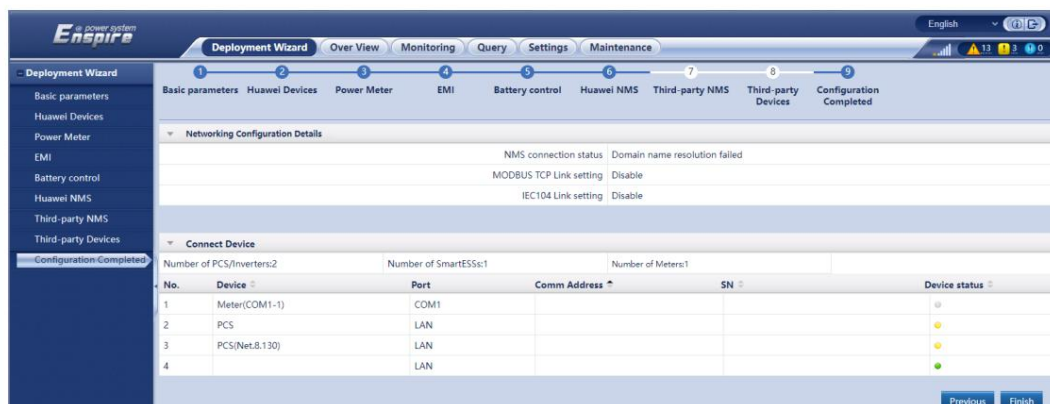 @ power system
Enspire
English
Deployment Wizard Over View Monitoring Query Settings Maintenance
13 3 0
Deployment Wizard
Basic parameters
Huawei Devices
Power Meter
EMI
Battery control
Huawei NMS
Third-party NMS
Third-party Devices
Configuration Completed
1 2 3 4 5 6 7 8 9
Basic parameters Huawei Devices Power Meter EMI Battery control Huawei NMS Third-party NMS Third-party Devices Configuration Completed
Networking Configuration Details
NMS connection status Domain name resolution failed
MODBUS TCP Link setting Disable
IEC104 Link setting Disable
Connect Device
Number of PCS/Inverters:2 Number of SmartESSs:1 Number of Meters:1
No. Device Port Comm Address SN Device status
1 Meter(COM1-1) COM1
2 PCS LAN
3 PCS(Net.8.130) LAN
4 LAN
Previous Finish